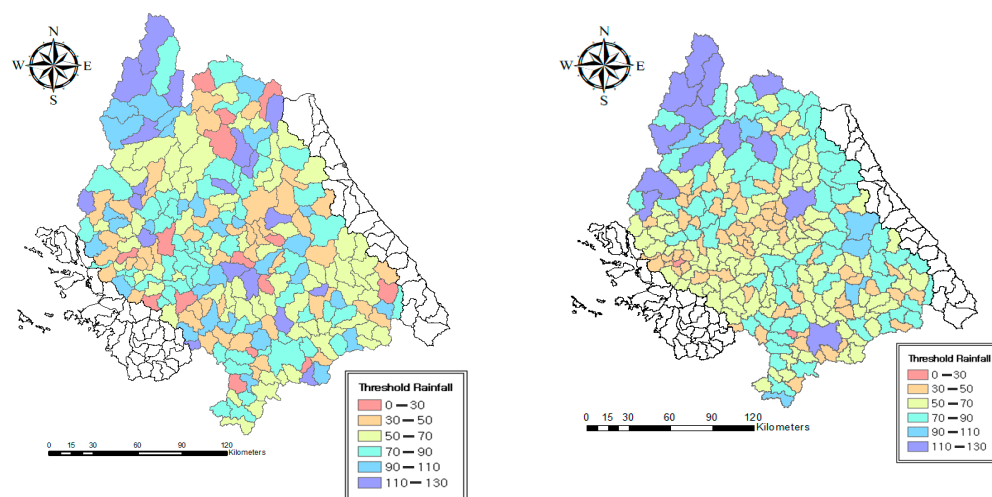 N
W E
S
Threshold Rainfall
0 — 30
30 — 50
50 — 70
70 — 90
90 — 110
110 — 130
0 15 30 60 90 120
Kilometers
N
W E
S
Threshold Rainfall
0 — 30
30 — 50
50 — 70
70 — 90
90 — 110
110 — 130
0 15 30 60 90 120
Kilometers